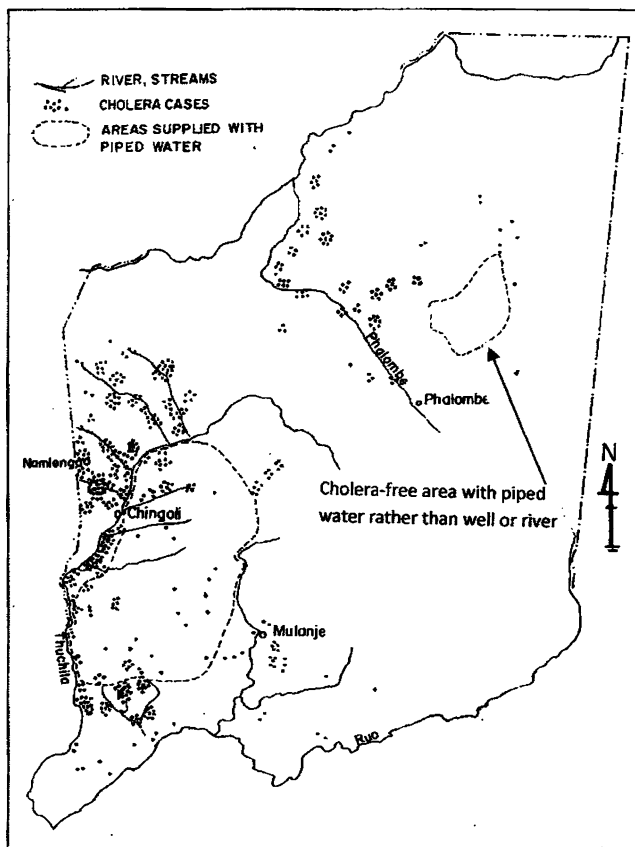 RIVER, STREAMS
CHOLERA CASES
AREAS SUPPLIED WITH
PIPED WATER
Phalombe
Phalombe
N
Namlenga
Cholera-free area with piped
water rather than well or river
Chingoli
Thuchila
Mulanje
Ruo